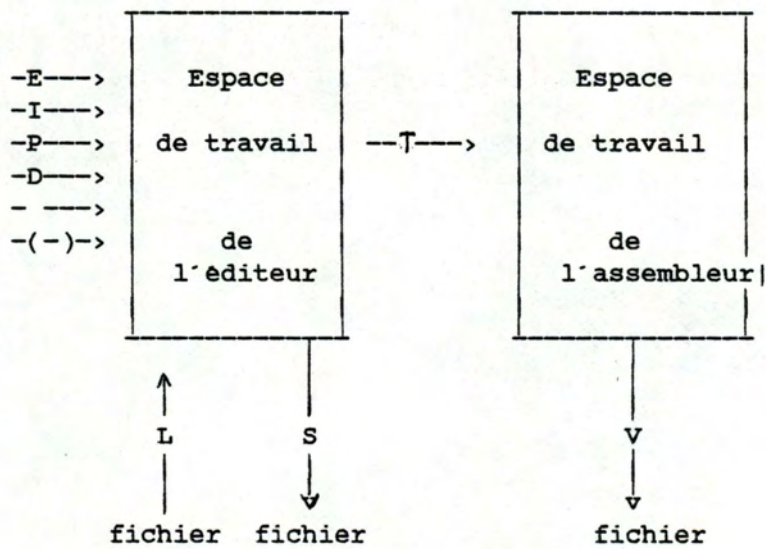 -E---> Espace Espace
-I--->
-P---> de travail --T---> de travail
-D--->
- --->
-(-)-> de de
l'éditeur l'assembleur|
L S V
fichier fichier fichier